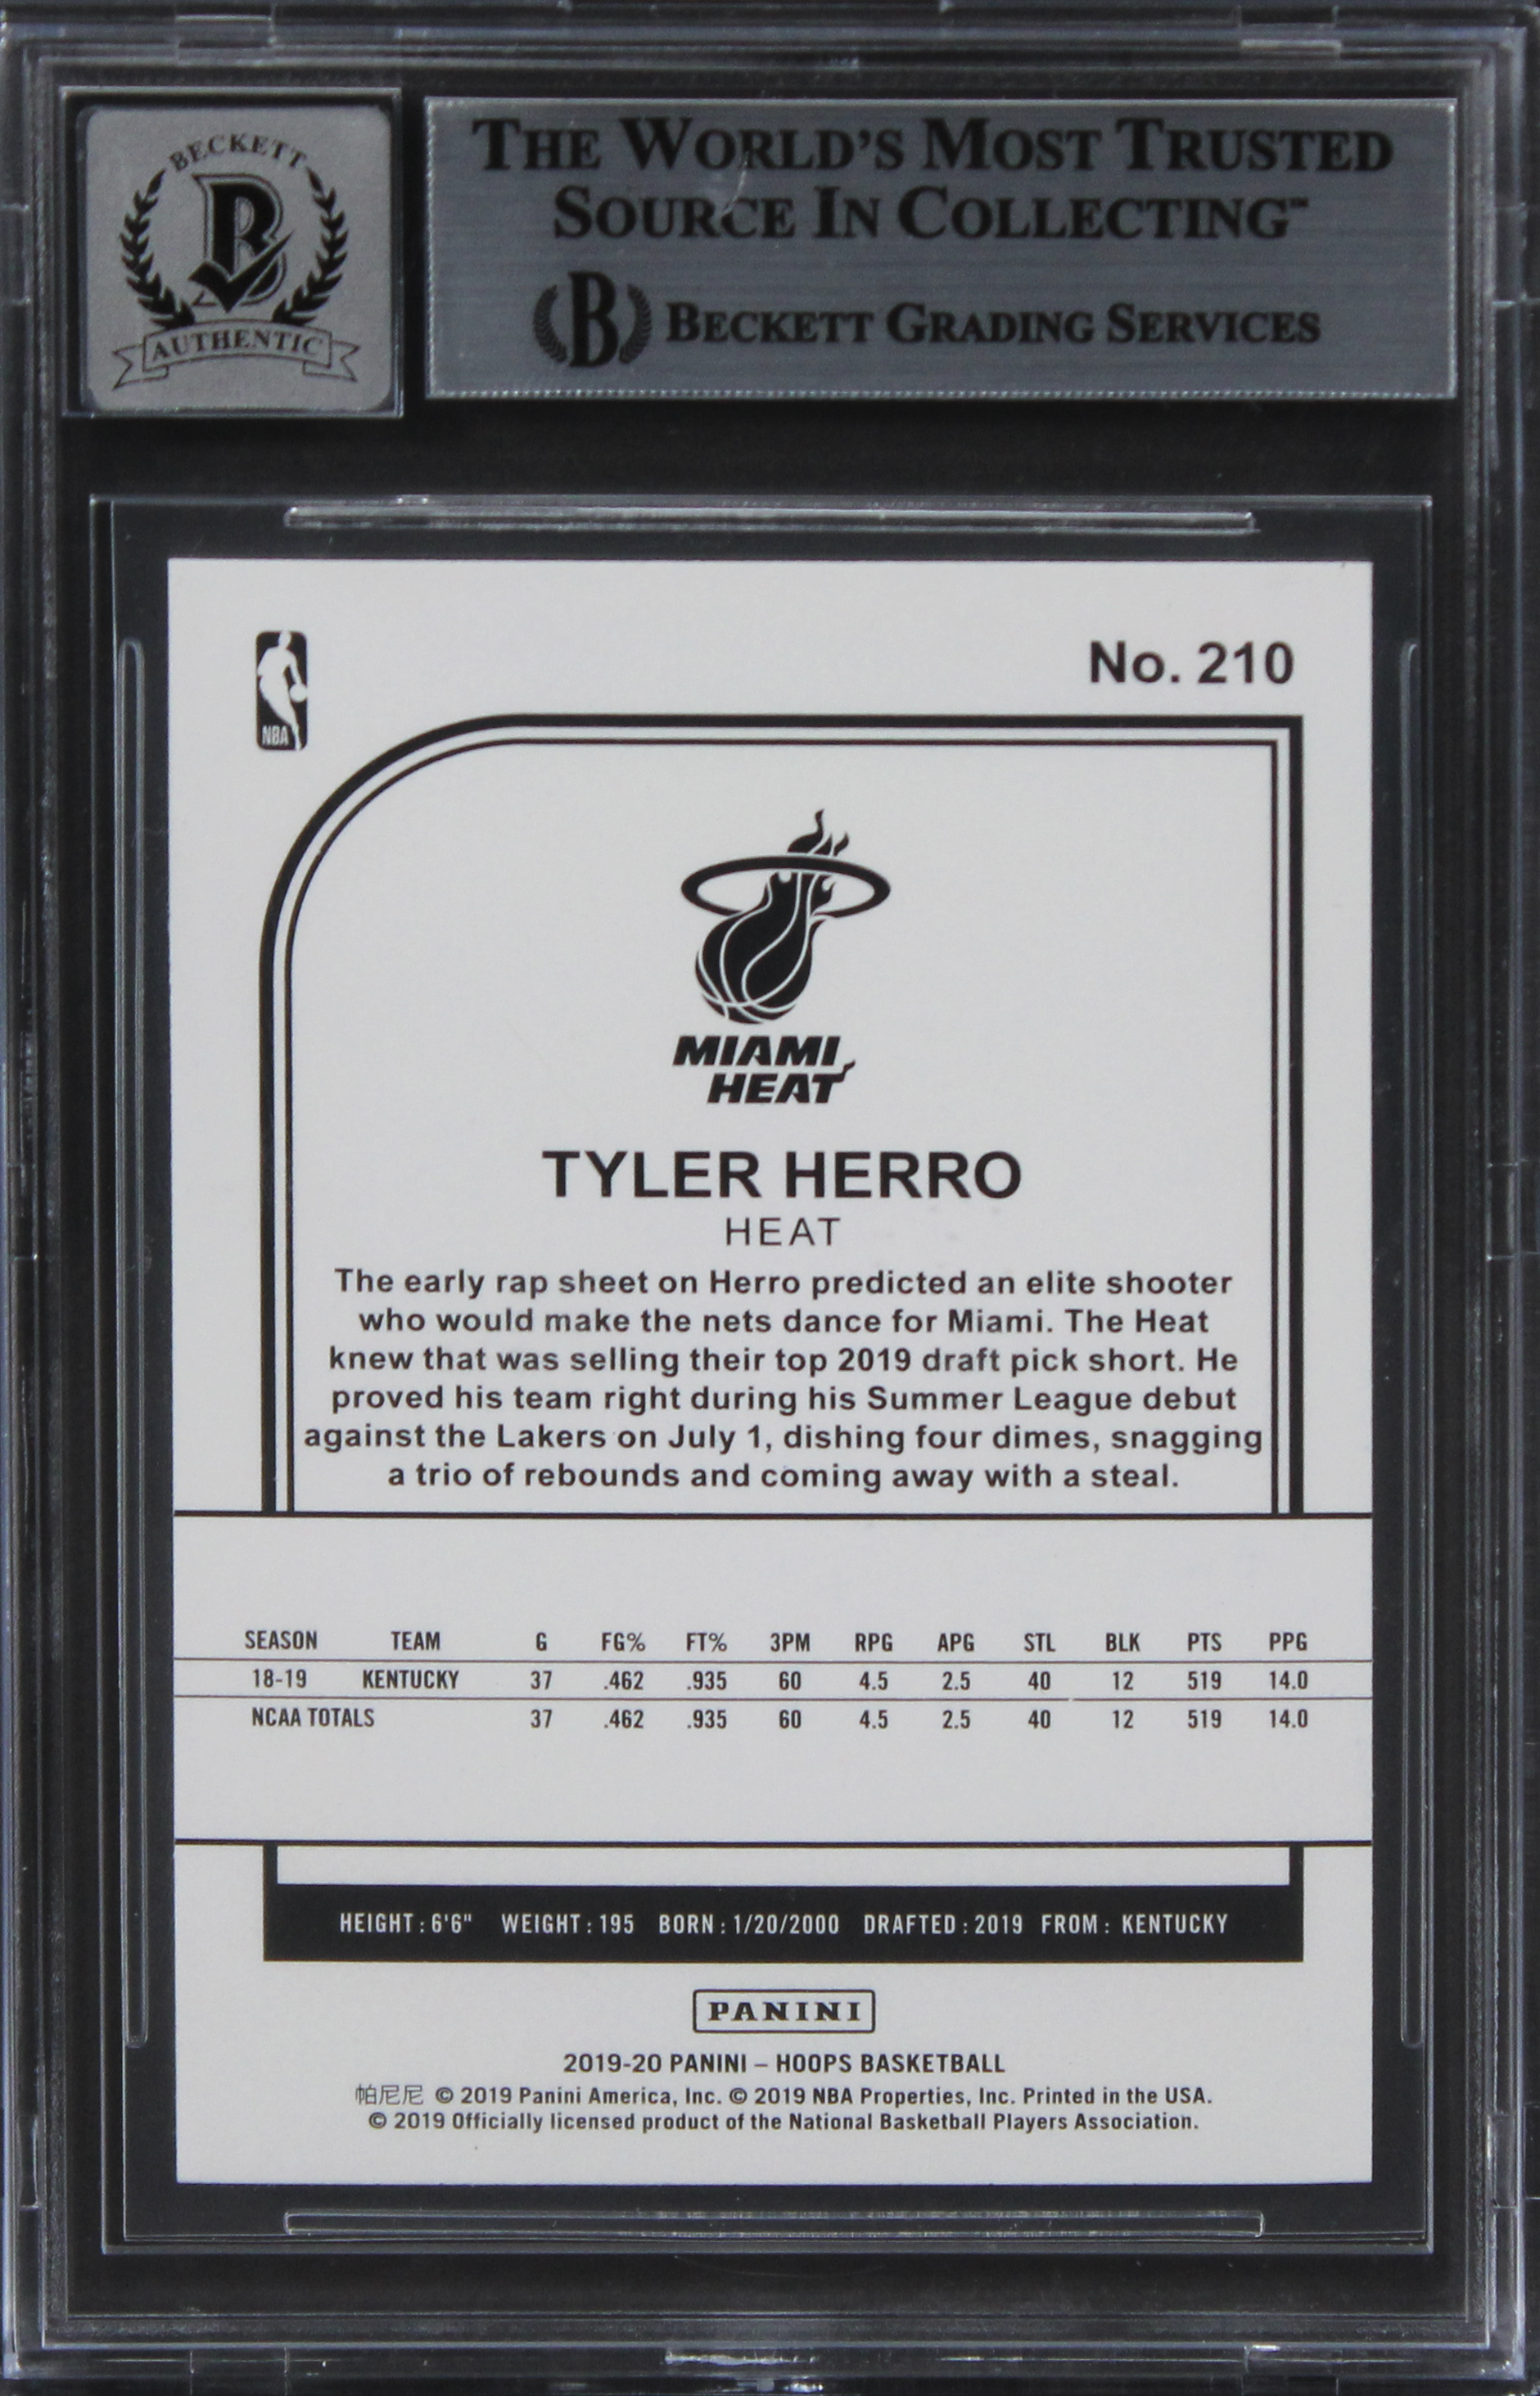 BECKETT
B
AUTHENTIC
THE WORLD'S MOST TRUSTED
SOURCE IN COLLECTING™
B BECKETT GRADING SERVICES
NBA
No. 210
MIAMI
HEAT
TYLER HERRO
HEAT
The early rap sheet on Herro predicted an elite shooter
who would make the nets dance for Miami. The Heat
knew that was selling their top 2019 draft pick short. He
proved his team right during his Summer League debut
against the Lakers on July 1, dishing four dimes, snagging
a trio of rebounds and coming away with a steal.
SEASON TEAM G FG% FT% 3PM RPG APG STL BLK PTS PPG
18-19 KENTUCKY 37 .462 .935 60 4.5 2.5 40 12 519 14.0
NCAA TOTALS 37 .462 .935 60 4.5 2.5 40 12 519 14.0
HEIGHT : 6'6" WEIGHT : 195 BORN : 1/20/2000 DRAFTED : 2019 FROM : KENTUCKY
PANINI
2019-20 PANINI – HOOPS BASKETBALL
帕尼尼 © 2019 Panini America, Inc. © 2019 NBA Properties, Inc. Printed in the USA.
© 2019 Officially licensed product of the National Basketball Players Association.